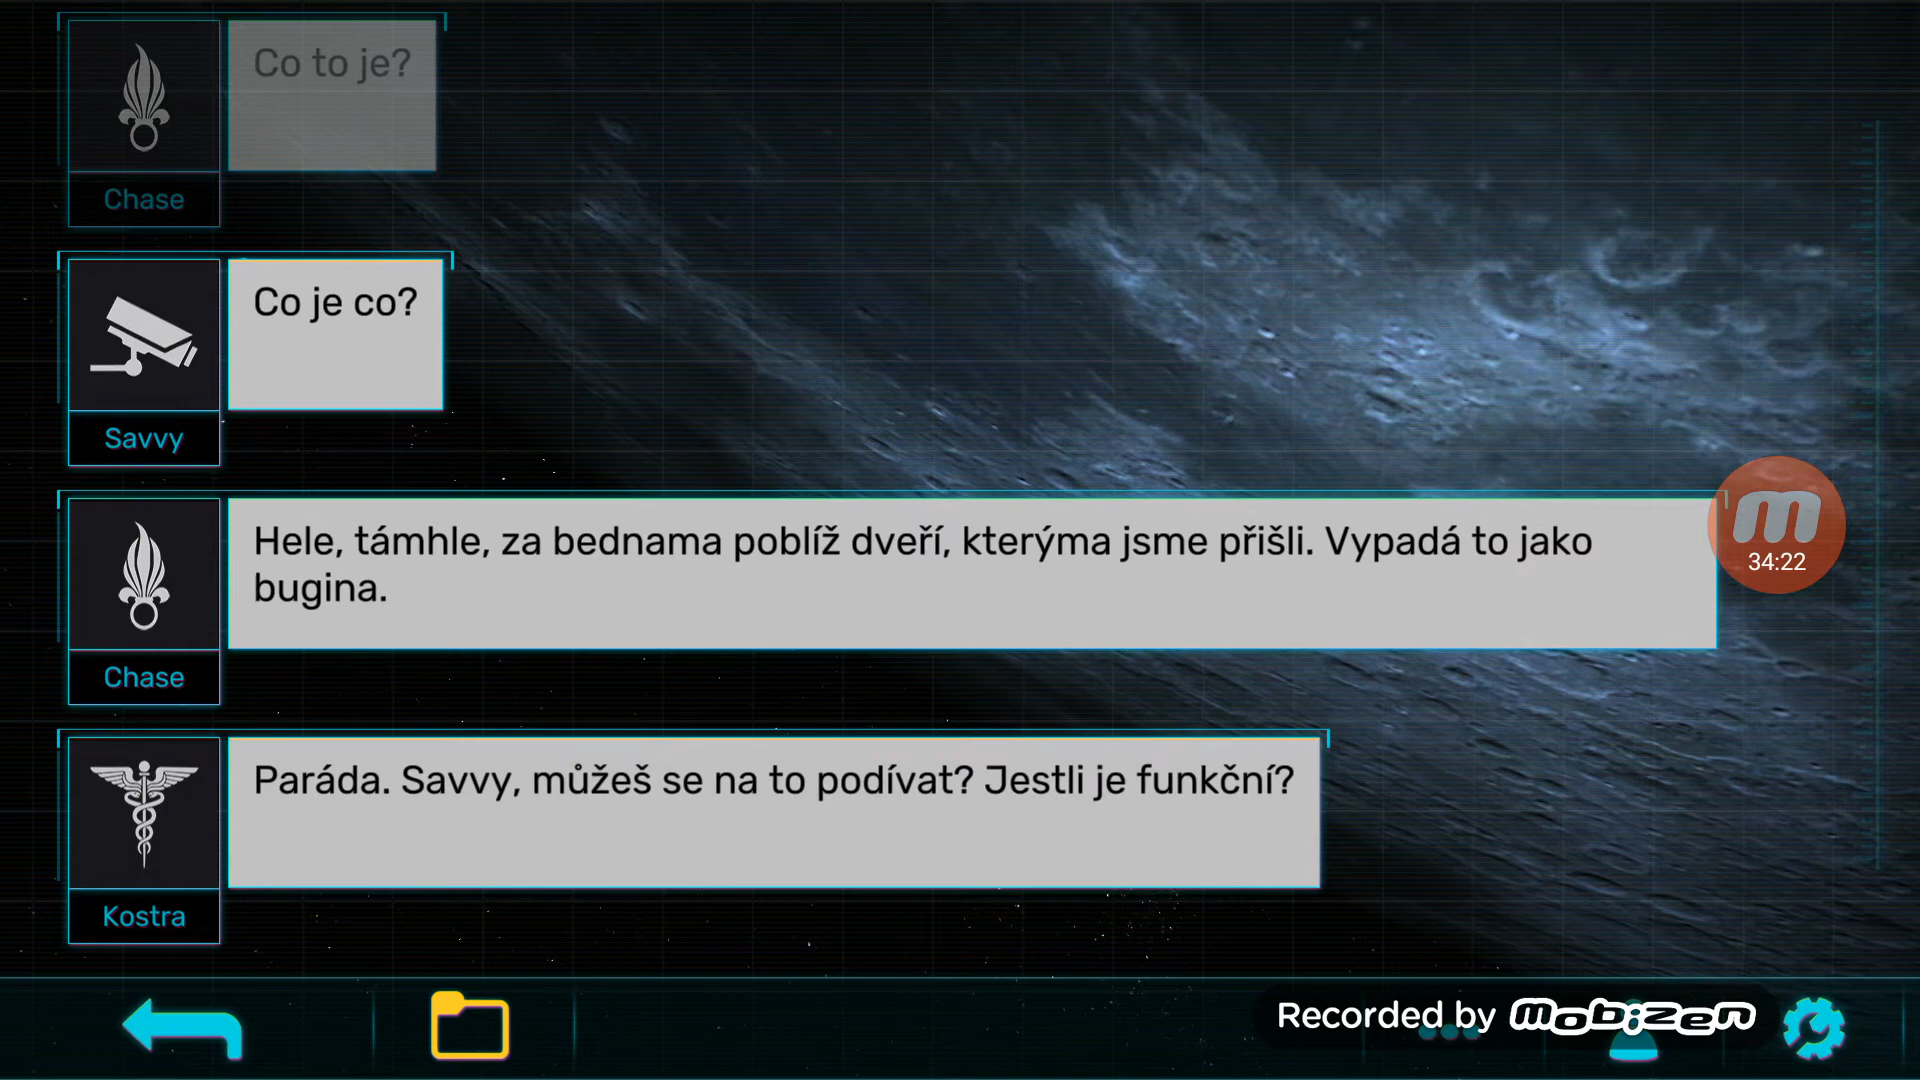 Co to je?
Chase
Co je co?
Savvy
Hele, támhle, za bednama poblíž dveří, kterýma jsme přišli. Vypadá to jako
bugina.
Chase
34:22
Paráda. Savvy, můžeš se na to podívat? Jestli je funkční?
Kostra
Recorded by mobizen